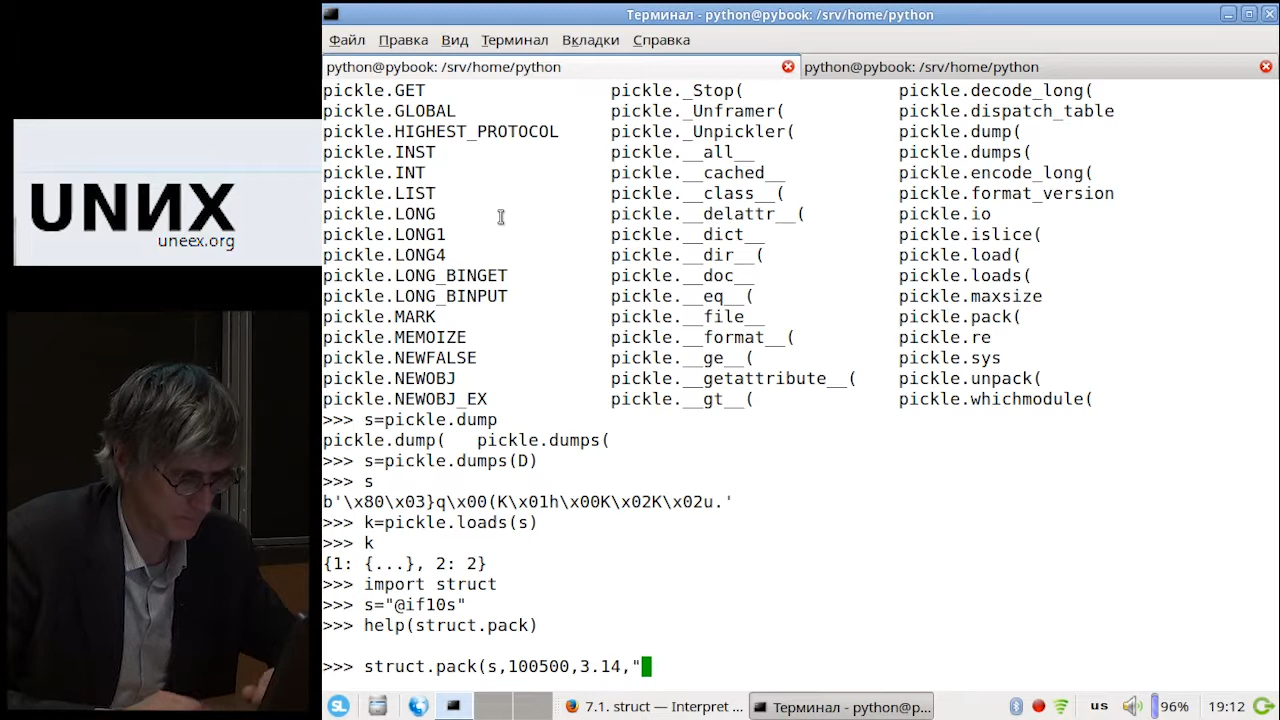 Терминал - python@pybook: /srv/home/python
Файл Правка Вид Терминал Вкладки Справка
python@pybook: /srv/home/python python@pybook: /srv/home/python
pickle.GET pickle._Stop( pickle.decode_long(
pickle.GLOBAL pickle._Unframer( pickle.dispatch_table
pickle.HIGHEST_PROTOCOL pickle._Unpickler( pickle.dump(
pickle.INST pickle.__all__ pickle.dumps(
pickle.INT pickle.__cached__ pickle.encode_long(
pickle.LIST pickle.__class__( pickle.format_version
pickle.LONG pickle.__delattr__( pickle.io
pickle.LONG1 pickle.__dict__ pickle.islice(
pickle.LONG4 pickle.__dir__( pickle.load(
pickle.LONG_BINGET pickle.__doc__ pickle.loads(
pickle.LONG_BINPUT pickle.__eq__( pickle.maxsize
pickle.MARK pickle.__file__ pickle.pack(
pickle.MEMOIZE pickle.__format__( pickle.re
pickle.NEWFALSE pickle.__ge__( pickle.sys
pickle.NEWOBJ pickle.__getattribute__( pickle.unpack(
pickle.NEWOBJ_EX pickle.__gt__( pickle.whichmodule(
>>> s=pickle.dump
pickle.dump( pickle.dumps(
>>> s=pickle.dumps(D)
>>> s
b'\x80\x03}q\x00(K\x01h\x00K\x02K\x02u.'
>>> k=pickle.loads(s)
>>> k
{1: {...}, 2: 2}
>>> import struct
>>> s="@if10s"
>>> help(struct.pack)
>>> struct.pack(s,100500,3.14,"
SL 7.1. struct — Interpret ... Терминал - python@p... 96% us 19:12
UNИX
uneex.org